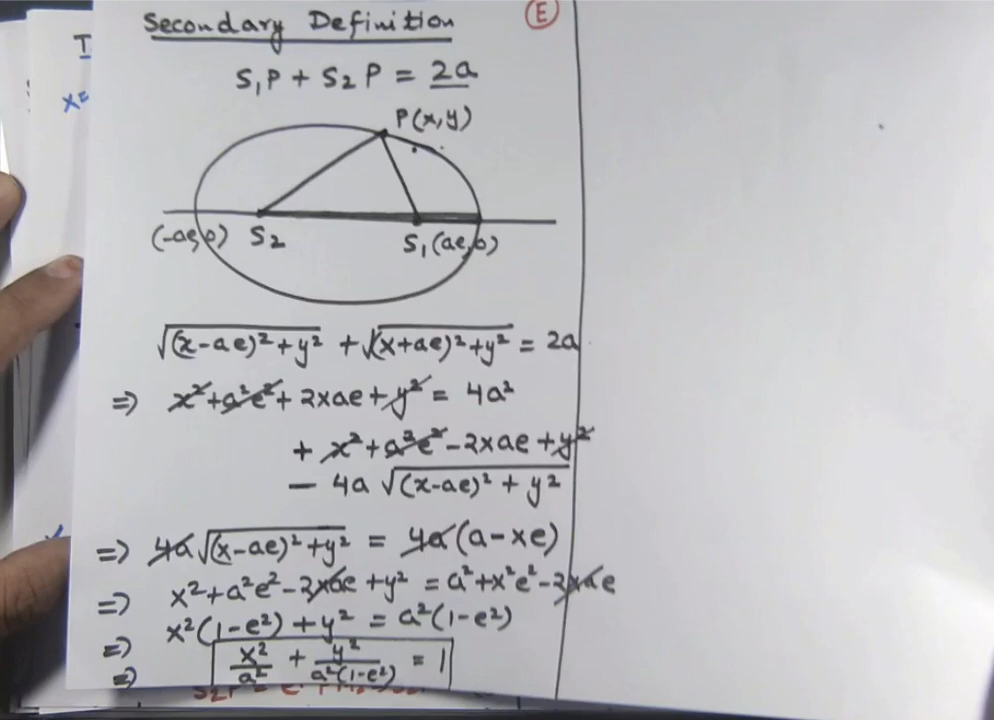 Secondary Definition
E
T
S₁P + S₂P = 2a
x=
P(x,y)
(-ae,0) S₂ S₁(ae,0)
√(x-ae)²+y² + √(x+ae)²+y² = 2a
⇒ x²+a²e²+2xae+y² = 4a²
+ x²+a²e²-2xae+y²
- 4a √(x-ae)²+y²
⇒ 4a√(x-ae)²+y² = 4a(a-xe)
⇒ x²+a²e²-2xae+y² = a²+x²e²-2xae
⇒ x²(1-e²)+y² = a²(1-e²)
⇒ x²/a² + y²/a²(1-e²) = 1